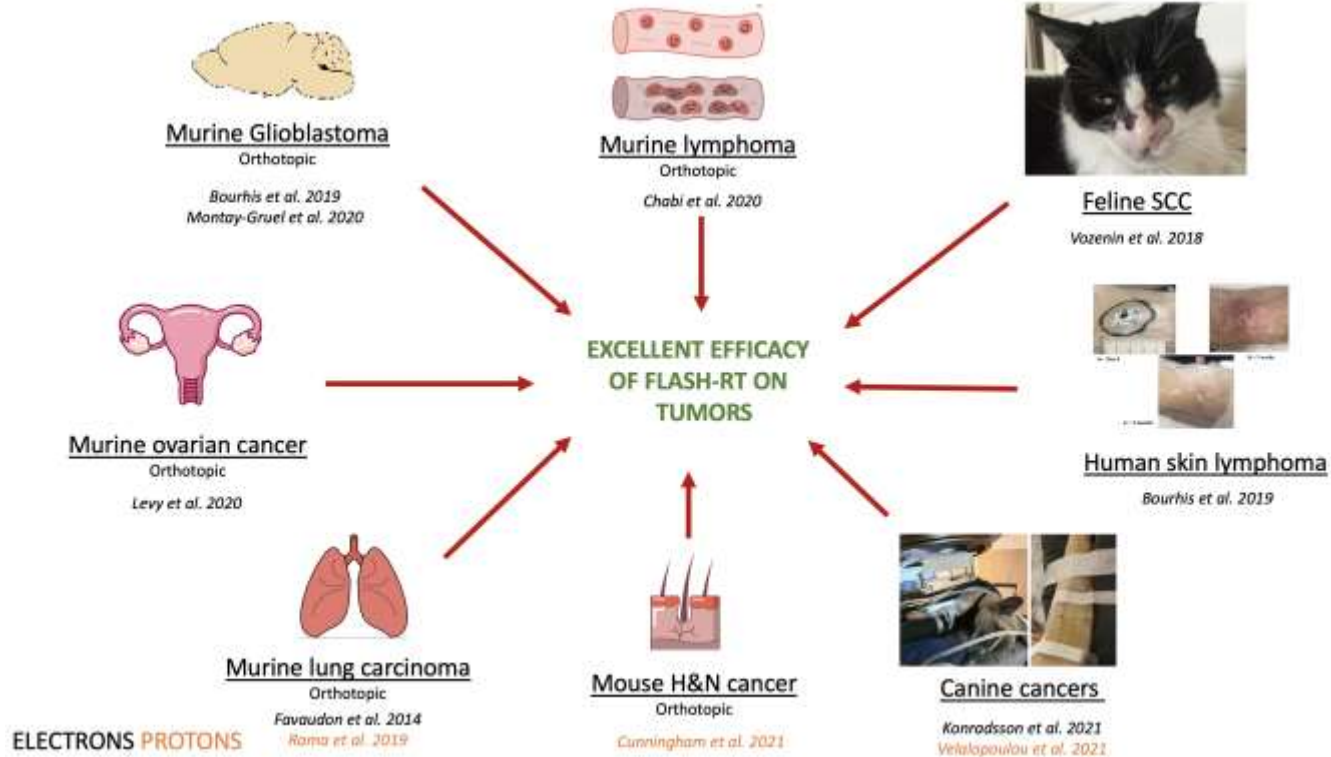 Murine Glioblastoma
Orthotopic
Bourhis et al. 2019
Montay-Gruel et al. 2020
Murine lymphoma
Orthotopic
Chabi et al. 2020
Feline SCC
Vozenin et al. 2018
Murine ovarian cancer
Orthotopic
Levy et al. 2020
EXCELLENT EFFICACY
OF FLASH-RT ON
TUMORS
Human skin lymphoma
Bourhis et al. 2019
Murine lung carcinoma
Orthotopic
Favaudon et al. 2014
Rama et al. 2019
Mouse H&N cancer
Orthotopic
Cunningham et al. 2021
Canine cancers
Konradsson et al. 2021
Velalopoulou et al. 2021
ELECTRONS PROTONS